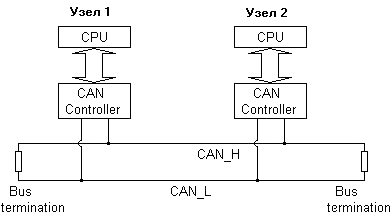 Узел 1
Узел 2
CPU
CPU
CAN
Controller
CAN
Controller
CAN_H
CAN_L
Bus
termination
Bus
termination